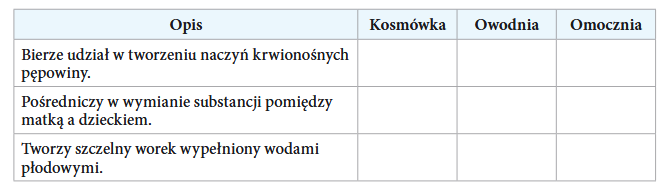 Opis Kosmówka Owodnia Omocznia
Bierze udział w tworzeniu naczyń krwionośnych
pępowiny.
Pośredniczy w wymianie substancji pomiędzy
matką a dzieckiem.
Tworzy szczelny worek wypełniony wodami
płodowymi.